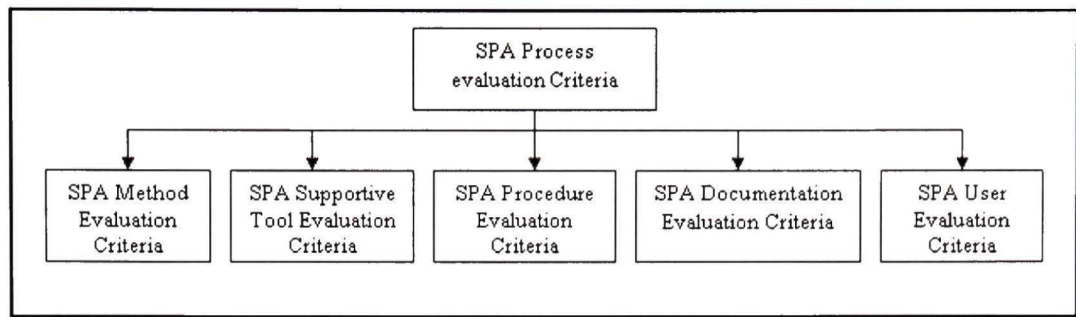 SPA Process
evaluation Criteria
SPA Method
Evaluation
Criteria
SPA Supportive
Tool Evaluation
Criteria
SPA Procedure
Evaluation
Criteria
SPA Documentation
Evaluation Criteria
SPA User
Evaluation
Criteria